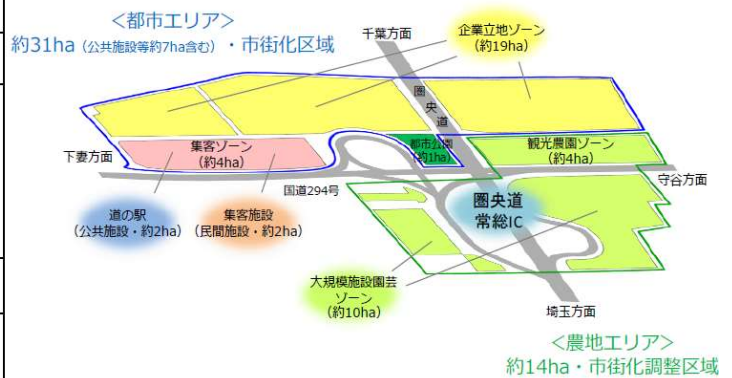 ＜都市エリア＞
約31ha（公共施設等約7ha含む）・市街化区域
千葉方面
企業立地ゾーン
（約19ha）
圏央道
下妻方面
集客ゾーン
（約4ha）
都市公園
（約1ha）
観光農園ゾーン
（約4ha）
守谷方面
国道294号
道の駅
（公共施設・約2ha）
集客施設
（民間施設・約2ha）
圏央道
常総IC
大規模施設園芸
ゾーン
（約10ha）
埼玉方面
＜農地エリア＞
約14ha・市街化調整区域